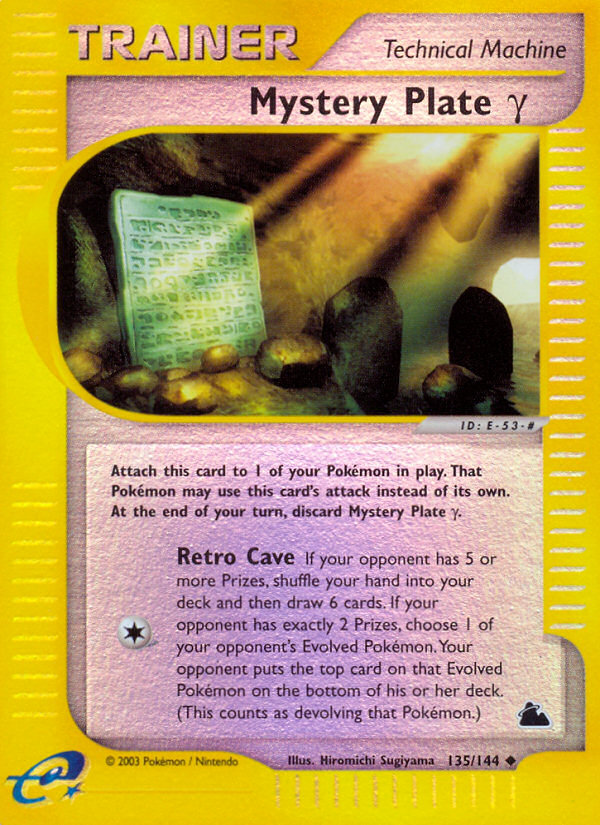 TRAINER
Technical Machine
Mystery Plate γ
ID: E-53-#
Attach this card to 1 of your Pokémon in play. That
Pokémon may use this card's attack instead of its own.
At the end of your turn, discard Mystery Plate γ.
Retro Cave If your opponent has 5 or
more Prizes, shuffle your hand into your
deck and then draw 6 cards. If your
opponent has exactly 2 Prizes, choose 1 of
your opponent's Evolved Pokémon. Your
opponent puts the top card on that Evolved
Pokémon on the bottom of his or her deck.
(This counts as devolving that Pokémon.)
© 2003 Pokémon / Nintendo
Illus. Hiromichi Sugiyama 135/144 ◆
e